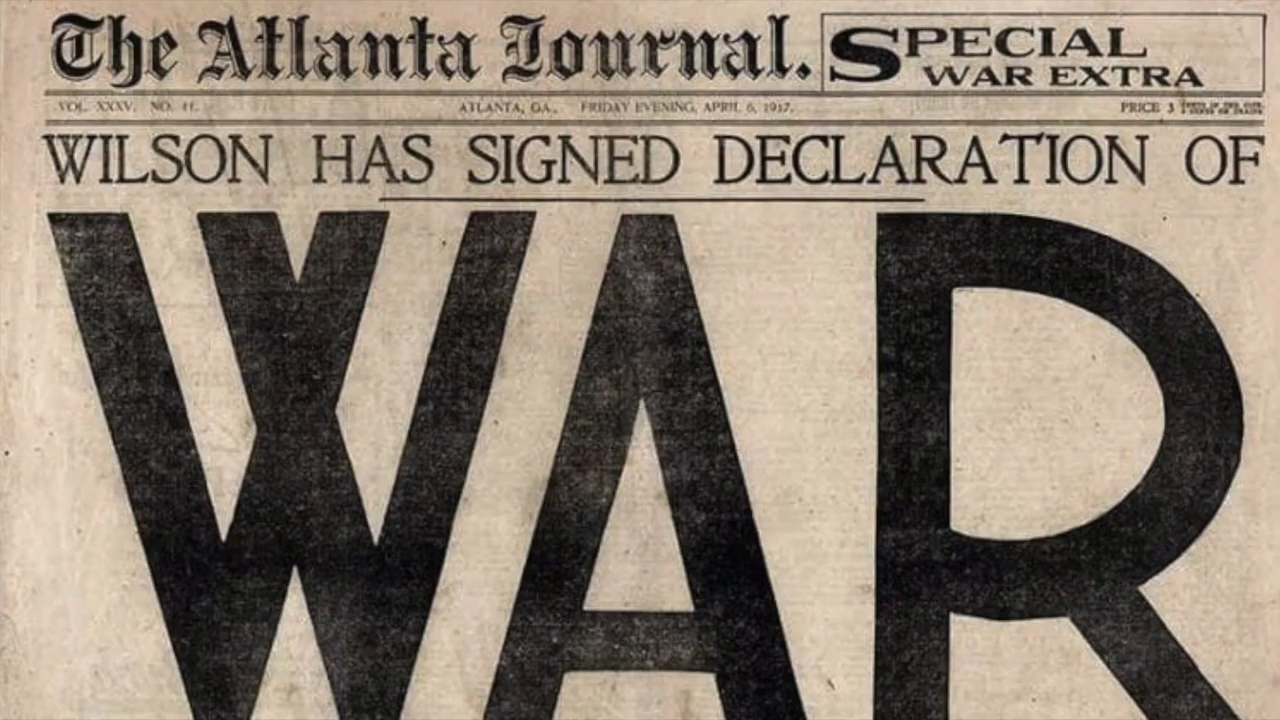 The Atlanta Journal.
SPECIAL
WAR EXTRA
VOL. XXXV. NO. 41. ATLANTA, GA., FRIDAY EVENING, APRIL 6, 1917. PRICE 3
WILSON HAS SIGNED DECLARATION OF
WAR